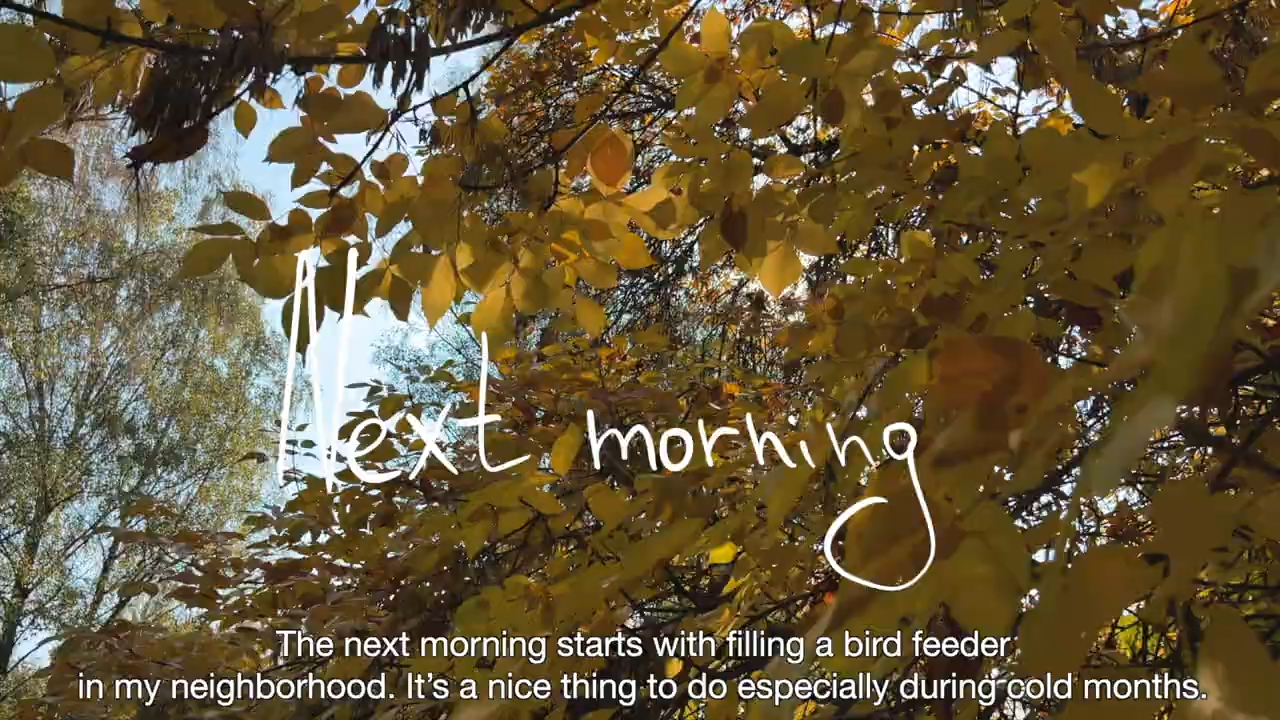 Next morning
The next morning starts with filling a bird feeder
in my neighborhood. It’s a nice thing to do especially during cold months.